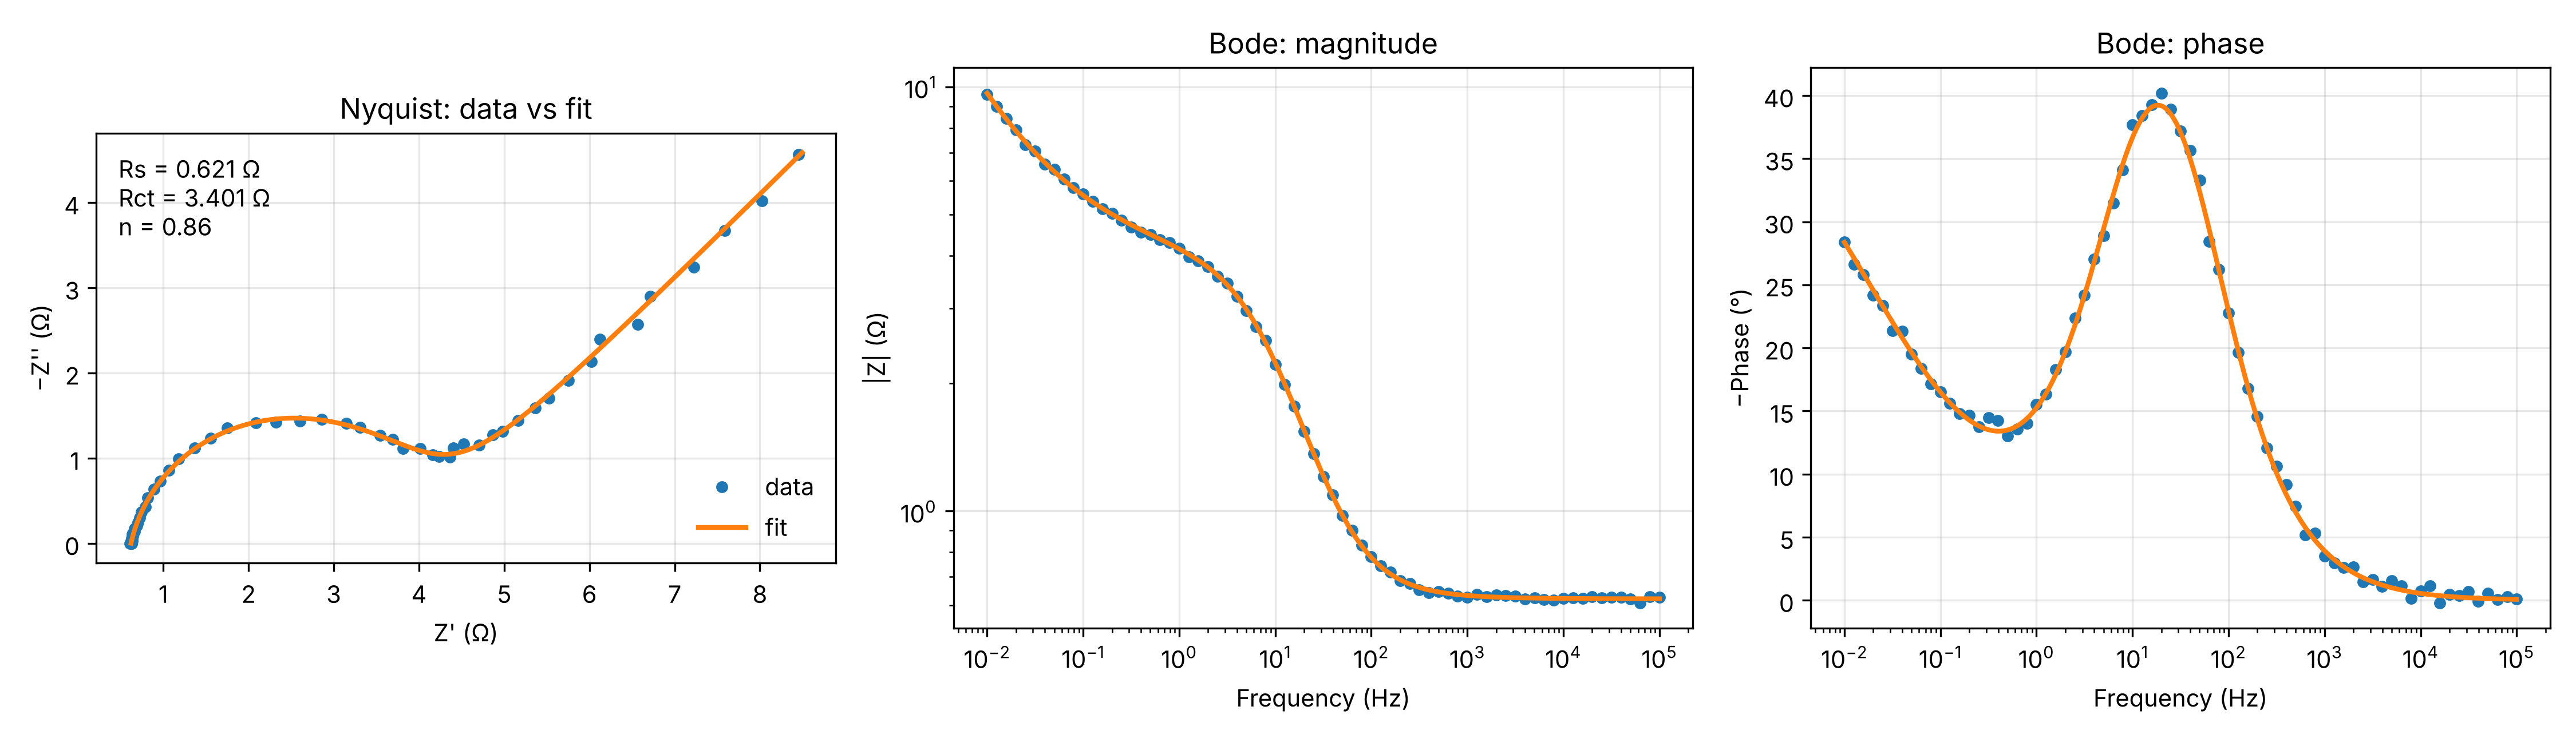 Nyquist: data vs fit
Rs = 0.621 Ω
Rct = 3.401 Ω
n = 0.86
4
3
2
1
0
−Z'' (Ω)
data
fit
1 2 3 4 5 6 7 8
Z' (Ω)
Bode: magnitude
10¹
10⁰
|Z| (Ω)
10⁻² 10⁻¹ 10⁰ 10¹ 10² 10³ 10⁴ 10⁵
Frequency (Hz)
Bode: phase
40
35
30
25
20
15
10
5
0
−Phase (°)
10⁻² 10⁻¹ 10⁰ 10¹ 10² 10³ 10⁴ 10⁵
Frequency (Hz)